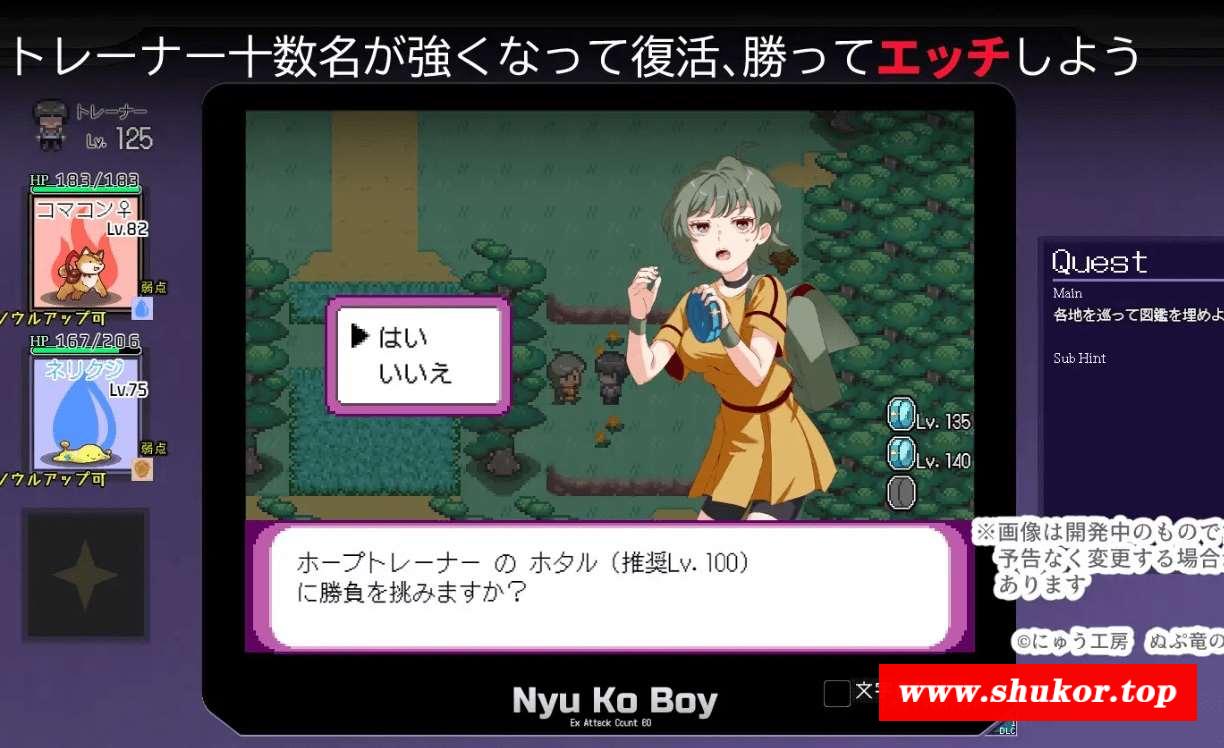 トレーナー十数名が強くなって復活、勝ってエッチしよう
トレーナー
Lv. 125
HP 183/183
コマコン♀
Lv.82
弱点
ソウルアップ可
HP 167/206
ネリクジ
Lv.75
弱点
ソウルアップ可
はい
いいえ
Lv. 135
Lv. 140
ホープトレーナー の ホタル（推奨Lv. 100）
に勝負を挑みますか？
Quest
Main
各地を巡って図鑑を埋めよ
Sub Hint
※画像は開発中のもので
予告なく変更する場合
あります
©にゅう工房 ぬぷ竜の
Nyu Ko Boy
Ex Attack Count 60
文字
www.shukor.top
DLC